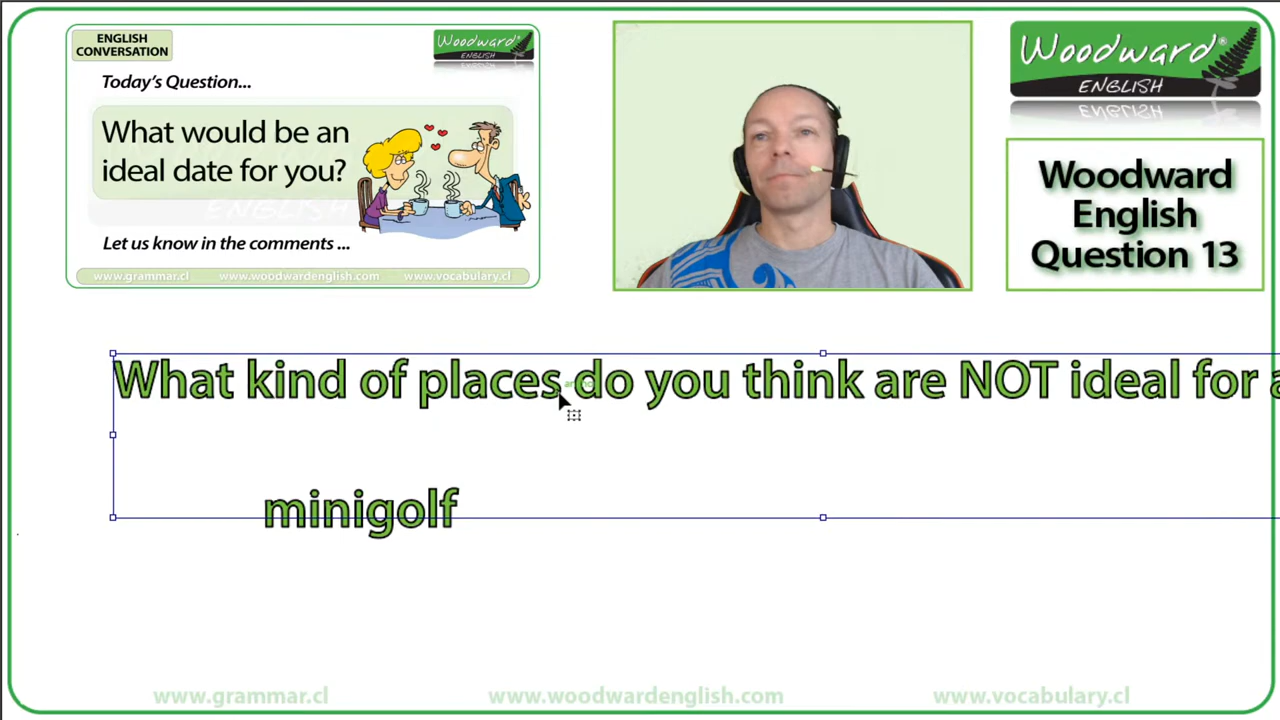 ENGLISH
CONVERSATION
Woodward
ENGLISH
Today's Question...
What would be an
ideal date for you?
Let us know in the comments ...
www.grammar.cl www.woodwardenglish.com www.vocabulary.cl
Woodward®
ENGLISH
Woodward
English
Question 13
What kind of places do you think are NOT ideal for a
minigolf
www.grammar.cl www.woodwardenglish.com www.vocabulary.cl